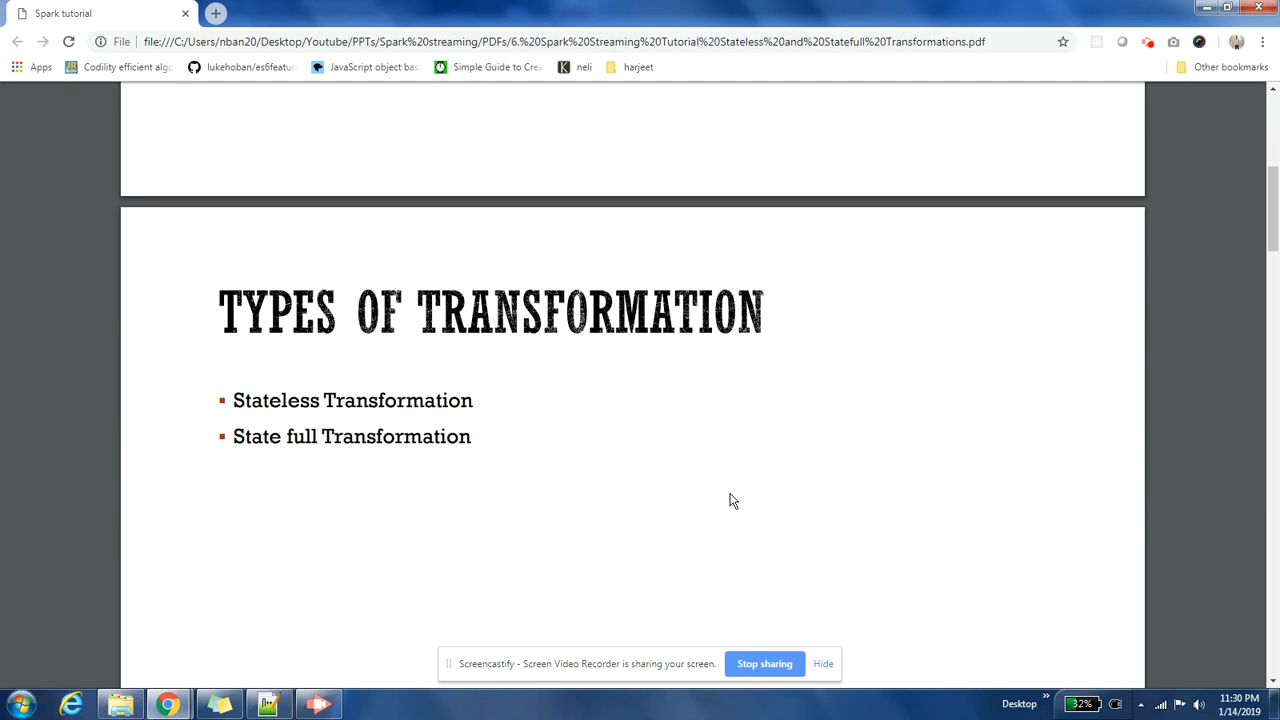 Spark tutorial
File
file:///C:/Users/nban20/Desktop/Youtube/PPTs/Spark%20streaming/PDFs/6.%20Spark%20Streaming%20Tutorial%20Stateless%20and%20Statefull%20Transformations.pdf
Apps
Codility efficient algo
lukehoban/es6featur
JavaScript object bas
Simple Guide to Crea
neli
harjeet
Other bookmarks
TYPES OF TRANSFORMATION
Stateless Transformation
State full Transformation
Screencastify - Screen Video Recorder is sharing your screen.
Stop sharing
Hide
Desktop
32%
11:30 PM
1/14/2019